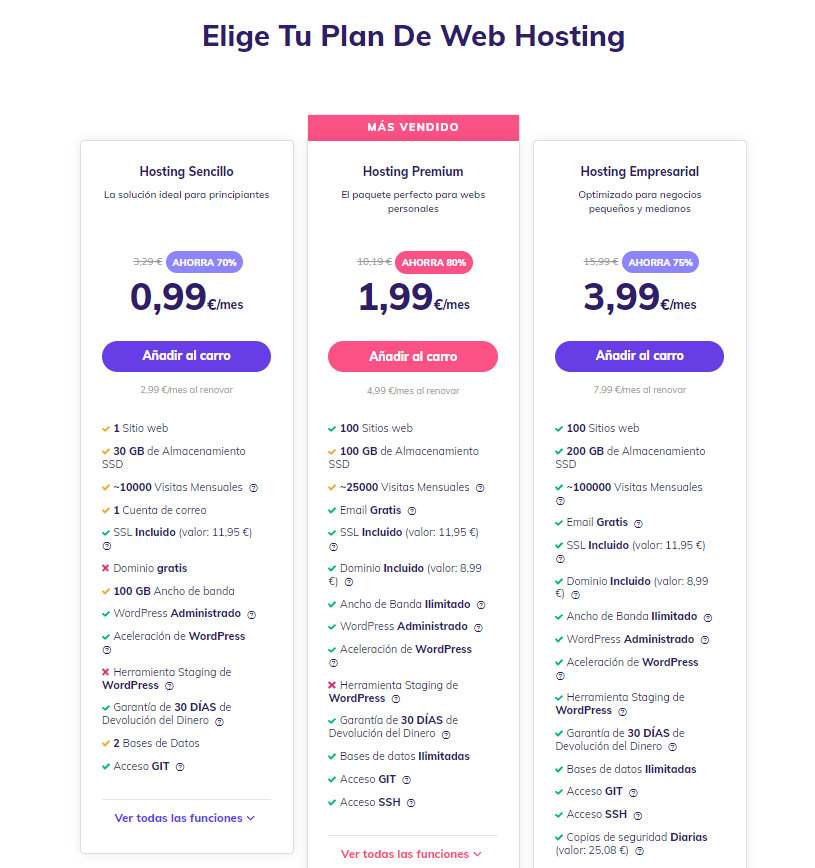 Elige Tu Plan De Web Hosting
Hosting Sencillo
La solución ideal para principiantes
3,29 € AHORRA 70%
0,99€/mes
Añadir al carro
2,99 €/mes al renovar
1 Sitio web
30 GB de Almacenamiento
SSD
~10000 Visitas Mensuales
1 Cuenta de correo
SSL Incluido (valor: 11,95 €)
Dominio gratis
100 GB Ancho de banda
WordPress Administrado
Aceleración de WordPress
Herramienta Staging de
WordPress
Garantía de 30 DÍAS de
Devolución del Dinero
2 Bases de Datos
Acceso GIT
Ver todas las funciones
MÁS VENDIDO
Hosting Premium
El paquete perfecto para webs
personales
10,19 € AHORRA 80%
1,99€/mes
Añadir al carro
4,99 €/mes al renovar
100 Sitios web
100 GB de Almacenamiento
SSD
~25000 Visitas Mensuales
Email Gratis
SSL Incluido (valor: 11,95 €)
Dominio Incluido (valor: 8,99
€)
Ancho de Banda Ilimitado
WordPress Administrado
Aceleración de WordPress
Herramienta Staging de
WordPress
Garantía de 30 DÍAS de
Devolución del Dinero
Bases de datos Ilimitadas
Acceso GIT
Acceso SSH
Ver todas las funciones
Hosting Empresarial
Optimizado para negocios
pequeños y medianos
15,99 € AHORRA 75%
3,99€/mes
Añadir al carro
7,99 €/mes al renovar
100 Sitios web
200 GB de Almacenamiento
SSD
~100000 Visitas Mensuales
Email Gratis
SSL Incluido (valor: 11,95 €)
Dominio Incluido (valor: 8,99
€)
Ancho de Banda Ilimitado
WordPress Administrado
Aceleración de WordPress
Herramienta Staging de
WordPress
Garantía de 30 DÍAS de
Devolución del Dinero
Bases de datos Ilimitadas
Acceso GIT
Acceso SSH
Copias de seguridad Diarias
(valor: 25,08 €)